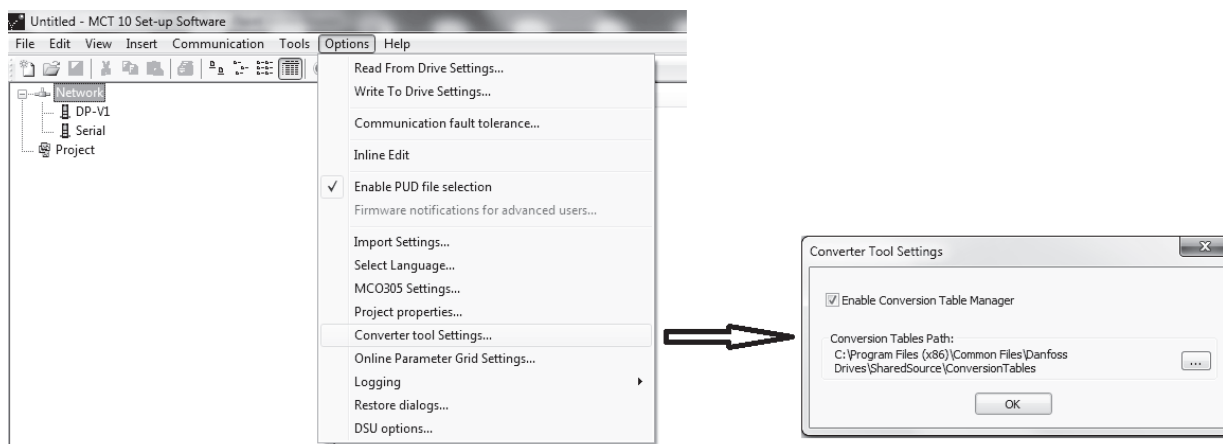 Untitled - MCT 10 Set-up Software
File Edit View Insert Communication Tools Options Help
Network
DP-V1
Serial
Project
Read From Drive Settings...
Write To Drive Settings...
Communication fault tolerance...
Inline Edit
Enable PUD file selection
Firmware notifications for advanced users...
Import Settings...
Select Language...
MCO305 Settings...
Project properties...
Converter tool Settings...
Online Parameter Grid Settings...
Logging
Restore dialogs...
DSU options...
Converter Tool Settings
Enable Conversion Table Manager
Conversion Tables Path:
C:\Program Files (x86)\Common Files\Danfoss
Drives\SharedSource\ConversionTables
...
OK